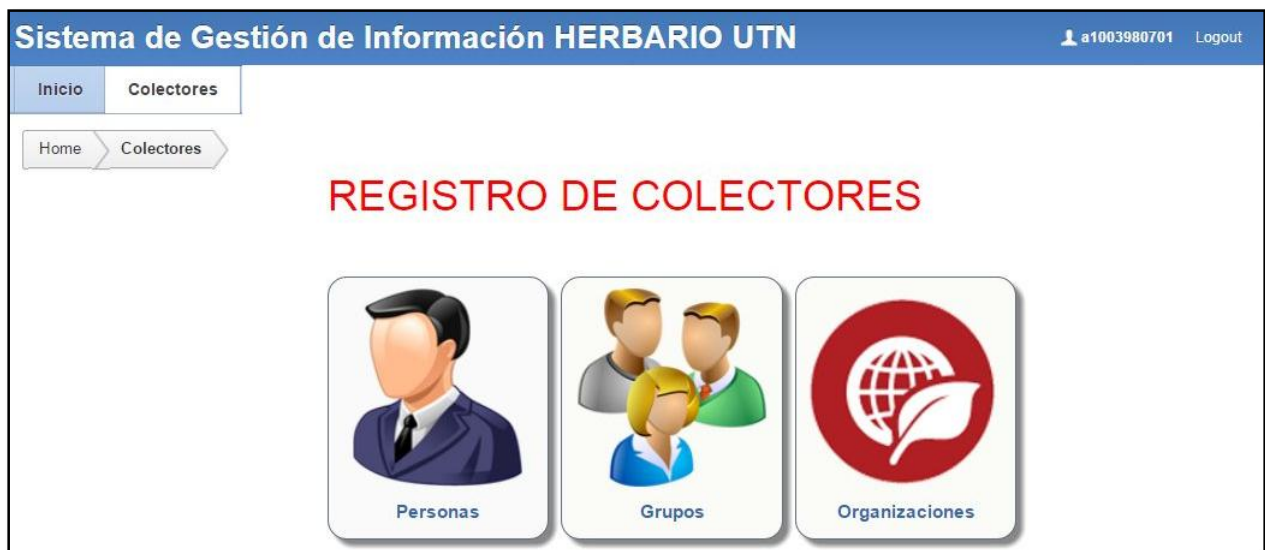 Sistema de Gestión de Información HERBARIO UTN
a1003980701 Logout
Inicio Colectores
Home Colectores
REGISTRO DE COLECTORES
Personas Grupos Organizaciones